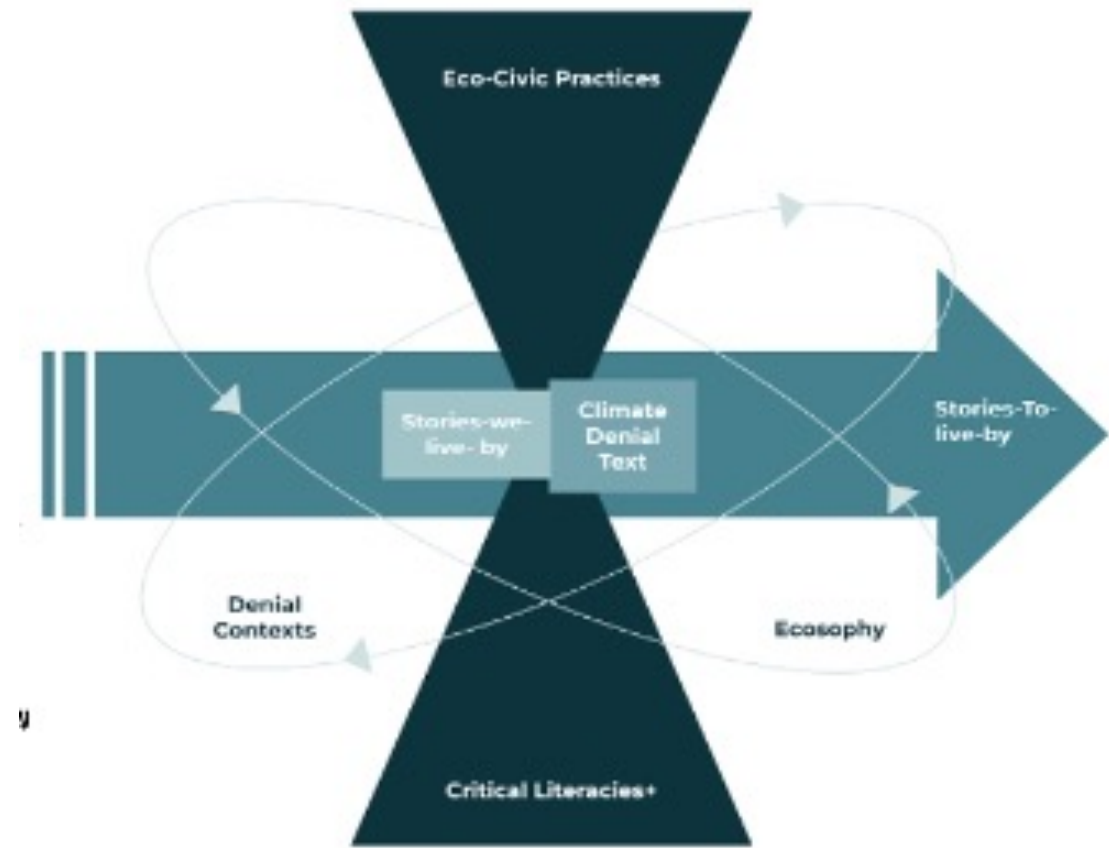 Eco-Civic Practices
Stories-we-
live- by
Climate
Denial
Text
Stories-To-
live-by
Denial
Contexts
Ecosophy
y
Critical Literacies+